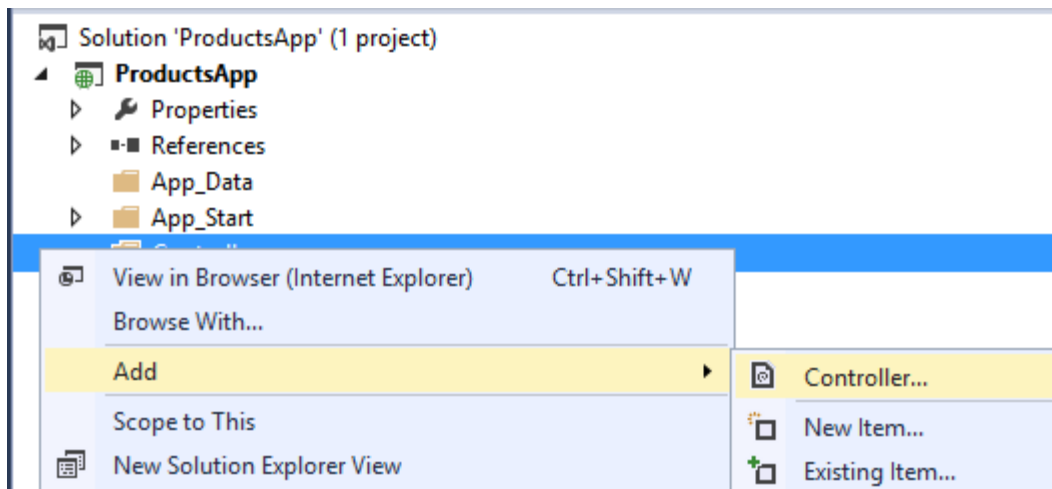 Solution 'ProductsApp' (1 project)
ProductsApp
Properties
References
App_Data
App_Start
View in Browser (Internet Explorer) Ctrl+Shift+W
Browse With...
Add Controller...
Scope to This New Item...
New Solution Explorer View Existing Item...